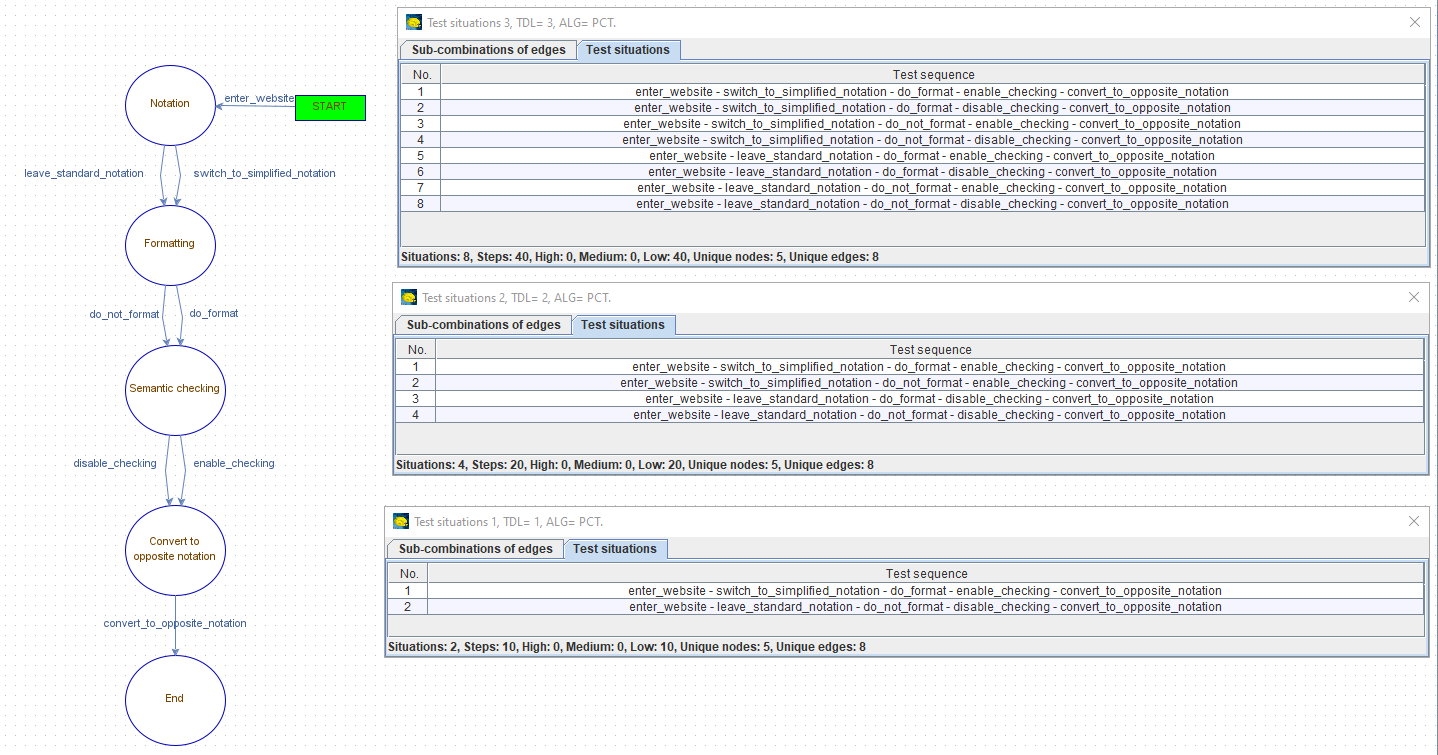 Notation
enter_website
START
leave_standard_notation
switch_to_simplified_notation
Formatting
do_not_format
do_format
Semantic checking
disable_checking
enable_checking
Convert to
opposite notation
convert_to_opposite_notation
End
Test situations 3, TDL= 3, ALG= PCT.
Sub-combinations of edges Test situations
No. Test sequence
1 enter_website - switch_to_simplified_notation - do_format - enable_checking - convert_to_opposite_notation
2 enter_website - switch_to_simplified_notation - do_format - disable_checking - convert_to_opposite_notation
3 enter_website - switch_to_simplified_notation - do_not_format - enable_checking - convert_to_opposite_notation
4 enter_website - switch_to_simplified_notation - do_not_format - disable_checking - convert_to_opposite_notation
5 enter_website - leave_standard_notation - do_format - enable_checking - convert_to_opposite_notation
6 enter_website - leave_standard_notation - do_format - disable_checking - convert_to_opposite_notation
7 enter_website - leave_standard_notation - do_not_format - enable_checking - convert_to_opposite_notation
8 enter_website - leave_standard_notation - do_not_format - disable_checking - convert_to_opposite_notation
Situations: 8, Steps: 40, High: 0, Medium: 0, Low: 40, Unique nodes: 5, Unique edges: 8
Test situations 2, TDL= 2, ALG= PCT.
Sub-combinations of edges Test situations
No. Test sequence
1 enter_website - switch_to_simplified_notation - do_format - enable_checking - convert_to_opposite_notation
2 enter_website - switch_to_simplified_notation - do_not_format - enable_checking - convert_to_opposite_notation
3 enter_website - leave_standard_notation - do_format - disable_checking - convert_to_opposite_notation
4 enter_website - leave_standard_notation - do_not_format - disable_checking - convert_to_opposite_notation
Situations: 4, Steps: 20, High: 0, Medium: 0, Low: 20, Unique nodes: 5, Unique edges: 8
Test situations 1, TDL= 1, ALG= PCT.
Sub-combinations of edges Test situations
No. Test sequence
1 enter_website - switch_to_simplified_notation - do_format - enable_checking - convert_to_opposite_notation
2 enter_website - leave_standard_notation - do_not_format - disable_checking - convert_to_opposite_notation
Situations: 2, Steps: 10, High: 0, Medium: 0, Low: 10, Unique nodes: 5, Unique edges: 8